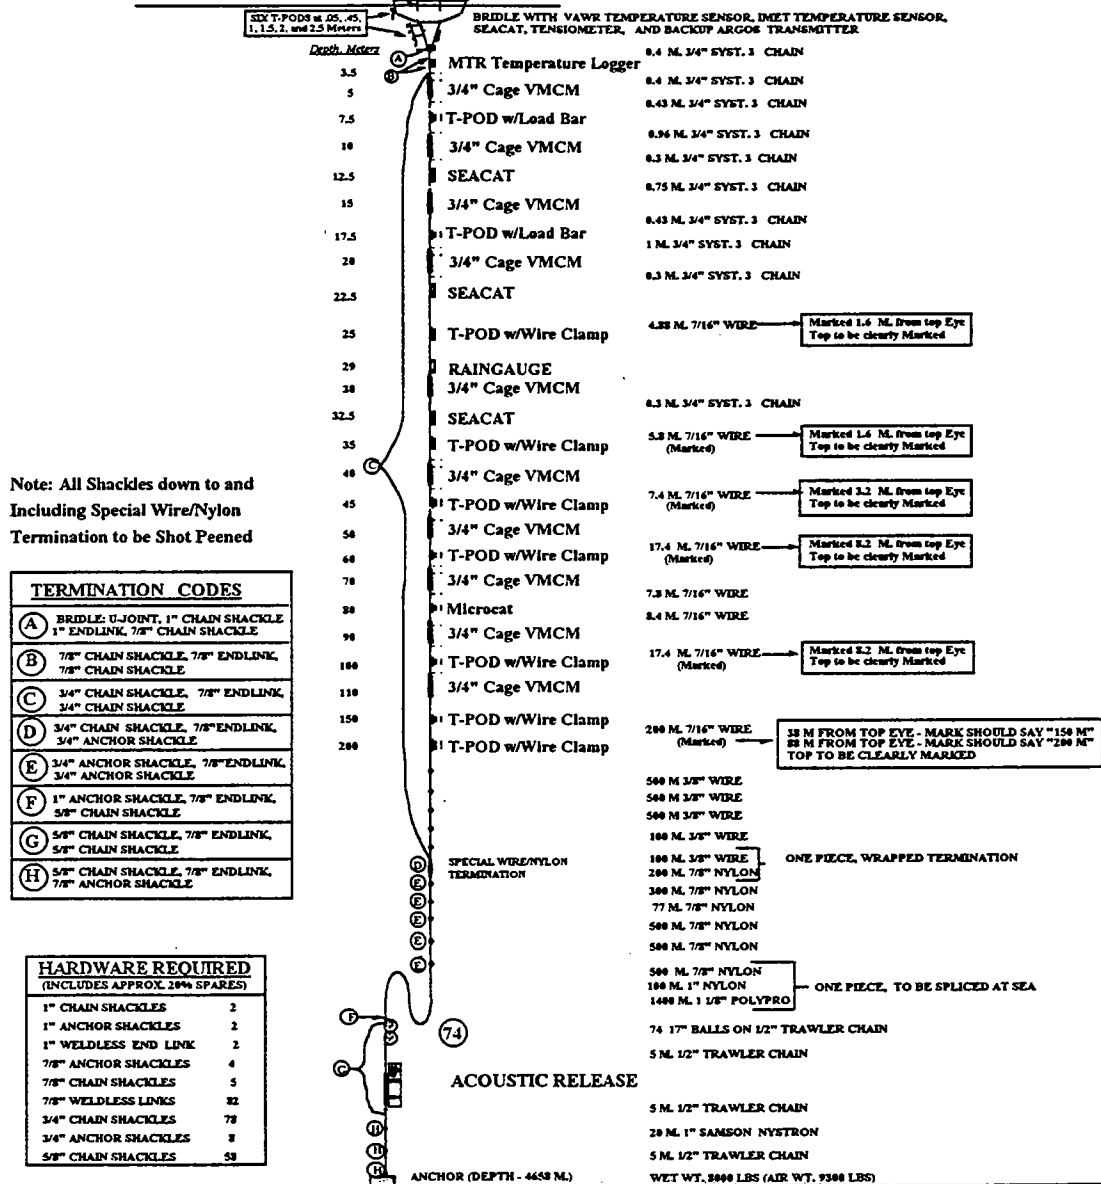 SIX T-PODS at .05, .45,
1, 1.5, 2, and 2.5 Meters
BRIDLE WITH VAWR TEMPERATURE SENSOR, IMET TEMPERATURE SENSOR,
SEACAT, TENSIOMETER, AND BACKUP ARGOS TRANSMITTER
Depth, Meters
A
0.4 M. 3/4" SYST. 3 CHAIN
3.5
B
MTR Temperature Logger
0.4 M. 3/4" SYST. 3 CHAIN
5
3/4" Cage VMCM
0.43 M. 3/4" SYST. 3 CHAIN
7.5
T-POD w/Load Bar
0.96 M. 3/4" SYST. 3 CHAIN
10
3/4" Cage VMCM
0.3 M. 3/4" SYST. 3 CHAIN
12.5
SEACAT
0.75 M. 3/4" SYST. 3 CHAIN
15
3/4" Cage VMCM
0.43 M. 3/4" SYST. 3 CHAIN
17.5
T-POD w/Load Bar
1 M. 3/4" SYST. 3 CHAIN
20
3/4" Cage VMCM
0.3 M. 3/4" SYST. 3 CHAIN
22.5
SEACAT
4.88 M. 7/16" WIRE
Marked 1.6 M. from top Eye
Top to be clearly Marked
25
T-POD w/Wire Clamp
29
RAINGAUGE
30
3/4" Cage VMCM
0.3 M. 3/4" SYST. 3 CHAIN
32.5
SEACAT
5.8 M. 7/16" WIRE
(Marked)
Marked 1.6 M. from top Eye
Top to be clearly Marked
35
T-POD w/Wire Clamp
40
C
3/4" Cage VMCM
7.4 M. 7/16" WIRE
(Marked)
Marked 3.2 M. from top Eye
Top to be clearly Marked
45
T-POD w/Wire Clamp
50
3/4" Cage VMCM
17.4 M. 7/16" WIRE
(Marked)
Marked 8.2 M. from top Eye
Top to be clearly Marked
60
T-POD w/Wire Clamp
70
3/4" Cage VMCM
7.3 M. 7/16" WIRE
80
Microcat
8.4 M. 7/16" WIRE
90
3/4" Cage VMCM
17.4 M. 7/16" WIRE
(Marked)
Marked 8.2 M. from top Eye
Top to be clearly Marked
100
T-POD w/Wire Clamp
110
3/4" Cage VMCM
150
T-POD w/Wire Clamp
200 M. 7/16" WIRE
(Marked)
38 M FROM TOP EYE - MARK SHOULD SAY "150 M"
88 M FROM TOP EYE - MARK SHOULD SAY "200 M"
TOP TO BE CLEARLY MARKED
200
T-POD w/Wire Clamp
500 M 3/8" WIRE
500 M 3/8" WIRE
500 M 3/8" WIRE
100 M. 3/8" WIRE
D
SPECIAL WIRE/NYLON
TERMINATION
100 M. 3/8" WIRE
200 M. 7/8" NYLON
ONE PIECE, WRAPPED TERMINATION
E
300 M. 7/8" NYLON
E
77 M. 7/8" NYLON
E
500 M. 7/8" NYLON
E
500 M. 7/8" NYLON
E
500 M. 7/8" NYLON
100 M. 1" NYLON
1400 M. 1 1/8" POLYPRO
ONE PIECE, TO BE SPLICED AT SEA
F
74
74 17" BALLS ON 1/2" TRAWLER CHAIN
5 M. 1/2" TRAWLER CHAIN
G
ACOUSTIC RELEASE
5 M. 1/2" TRAWLER CHAIN
H
20 M. 1" SAMSON NYSTRON
H
5 M. 1/2" TRAWLER CHAIN
H
ANCHOR (DEPTH - 4658 M.)
WET WT. 8000 LBS (AIR WT. 9300 LBS)
Note: All Shackles down to and
Including Special Wire/Nylon
Termination to be Shot Peened
TERMINATION CODES
A BRIDLE: U-JOINT, 1" CHAIN SHACKLE
1" ENDLINK, 7/8" CHAIN SHACKLE
B 7/8" CHAIN SHACKLE, 7/8" ENDLINK,
7/8" CHAIN SHACKLE
C 3/4" CHAIN SHACKLE, 7/8" ENDLINK,
3/4" CHAIN SHACKLE
D 3/4" CHAIN SHACKLE, 7/8" ENDLINK,
3/4" ANCHOR SHACKLE
E 3/4" ANCHOR SHACKLE, 7/8" ENDLINK,
3/4" ANCHOR SHACKLE
F 1" ANCHOR SHACKLE, 7/8" ENDLINK,
5/8" CHAIN SHACKLE
G 5/8" CHAIN SHACKLE, 7/8" ENDLINK,
5/8" CHAIN SHACKLE
H 5/8" CHAIN SHACKLE, 7/8" ENDLINK,
7/8" ANCHOR SHACKLE
HARDWARE REQUIRED
(INCLUDES APPROX. 20% SPARES)
1" CHAIN SHACKLES 2
1" ANCHOR SHACKLES 2
1" WELDLESS END LINK 2
7/8" ANCHOR SHACKLES 4
7/8" CHAIN SHACKLES 5
7/8" WELDLESS LINKS 82
3/4" CHAIN SHACKLES 78
3/4" ANCHOR SHACKLES 8
5/8" CHAIN SHACKLES 58